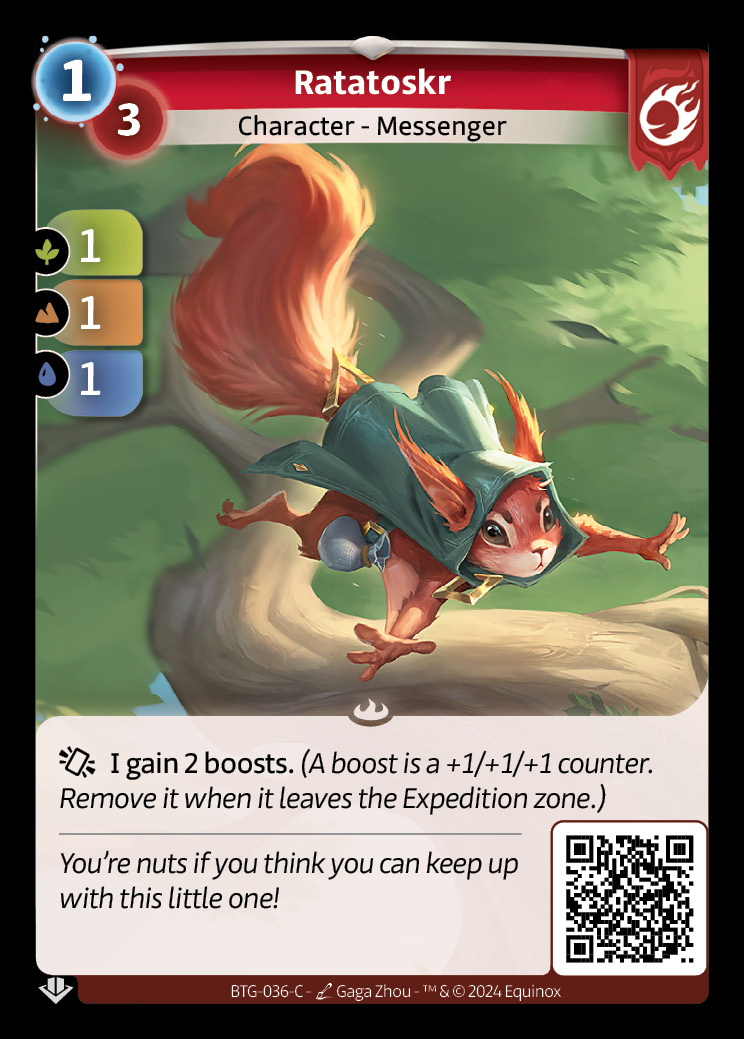 1
Ratatoskr
3
Character - Messenger
1
1
1
I gain 2 boosts. (A boost is a +1/+1/+1 counter.
Remove it when it leaves the Expedition zone.)
You're nuts if you think you can keep up
with this little one!
BTG-036-C - Gaga Zhou - ™ & © 2024 Equinox